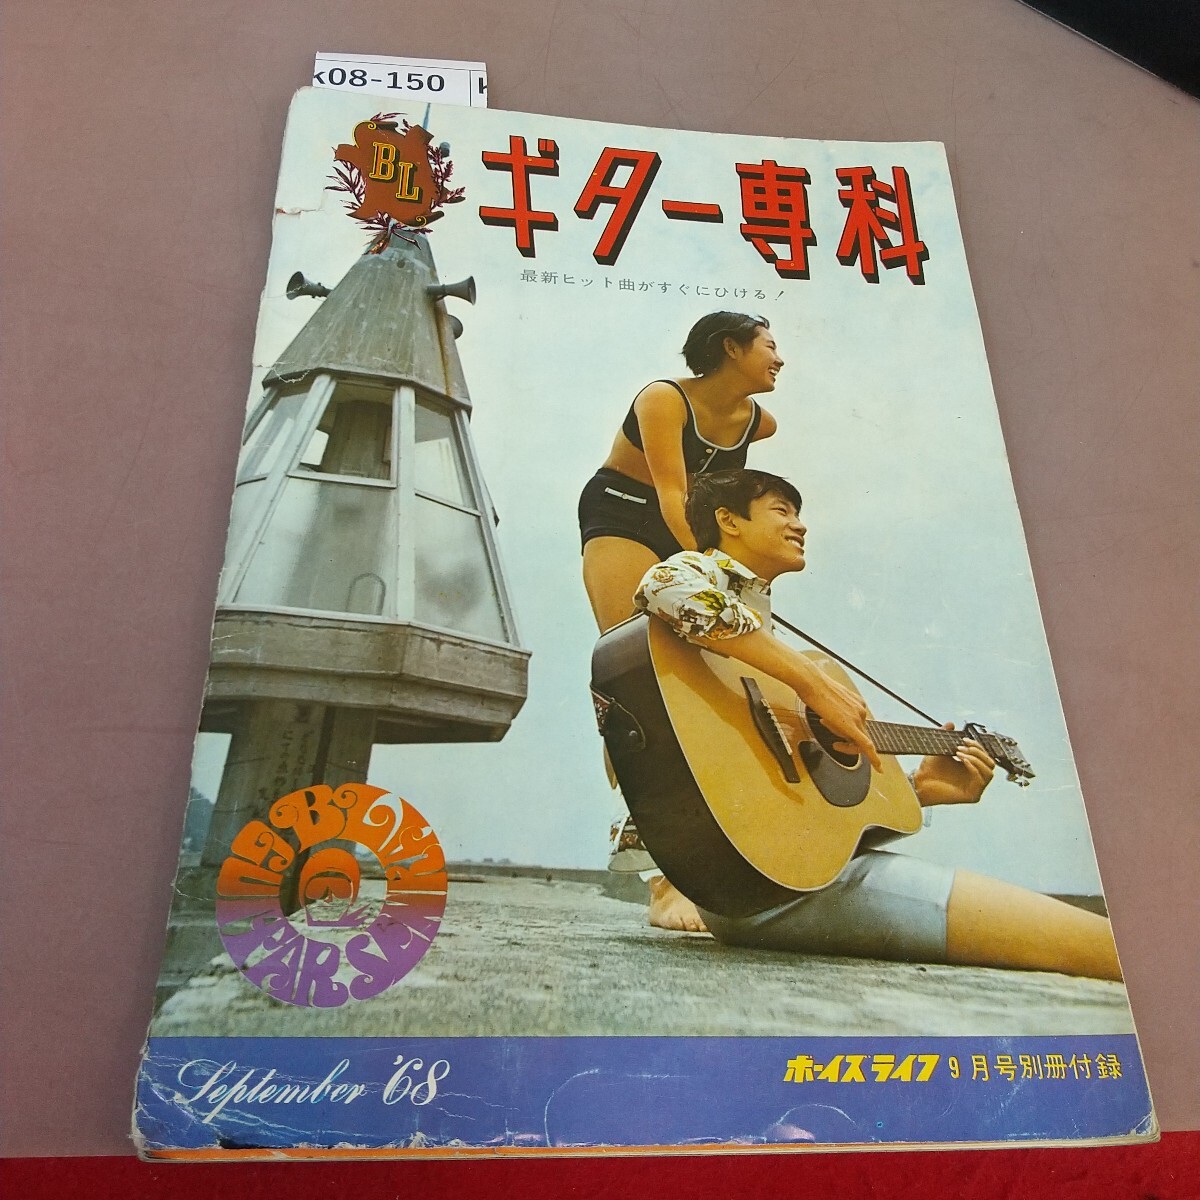 k08-150
BL
ギター専科
最新ヒット曲がすぐにひける!
BL
September '68
ボーイズライフ 9月号別冊付録